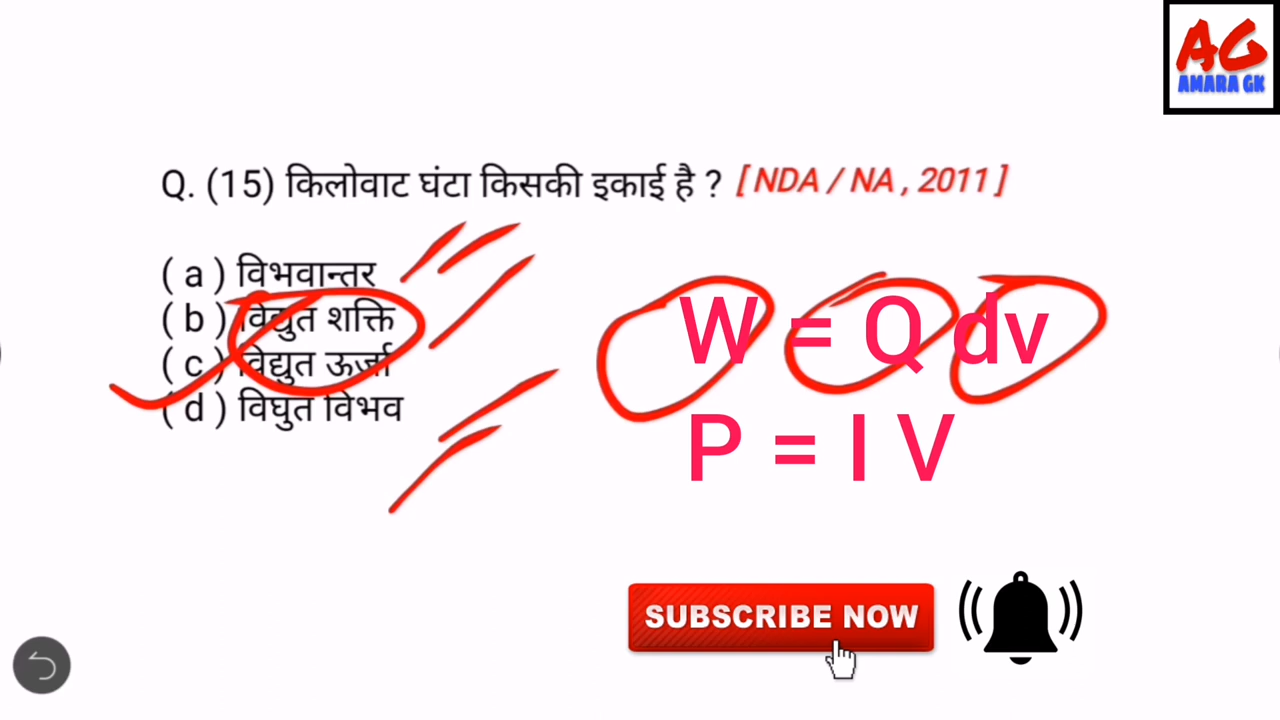 AG
AMARA GK
Q. (15) किलोवाट घंटा किसकी इकाई है ? [ NDA / NA , 2011 ]
( a ) विभवान्तर
( b ) विद्युत शक्ति
( c ) विद्युत ऊर्जा
( d ) विघुत विभव
W = Q dv
P = I V
SUBSCRIBE NOW